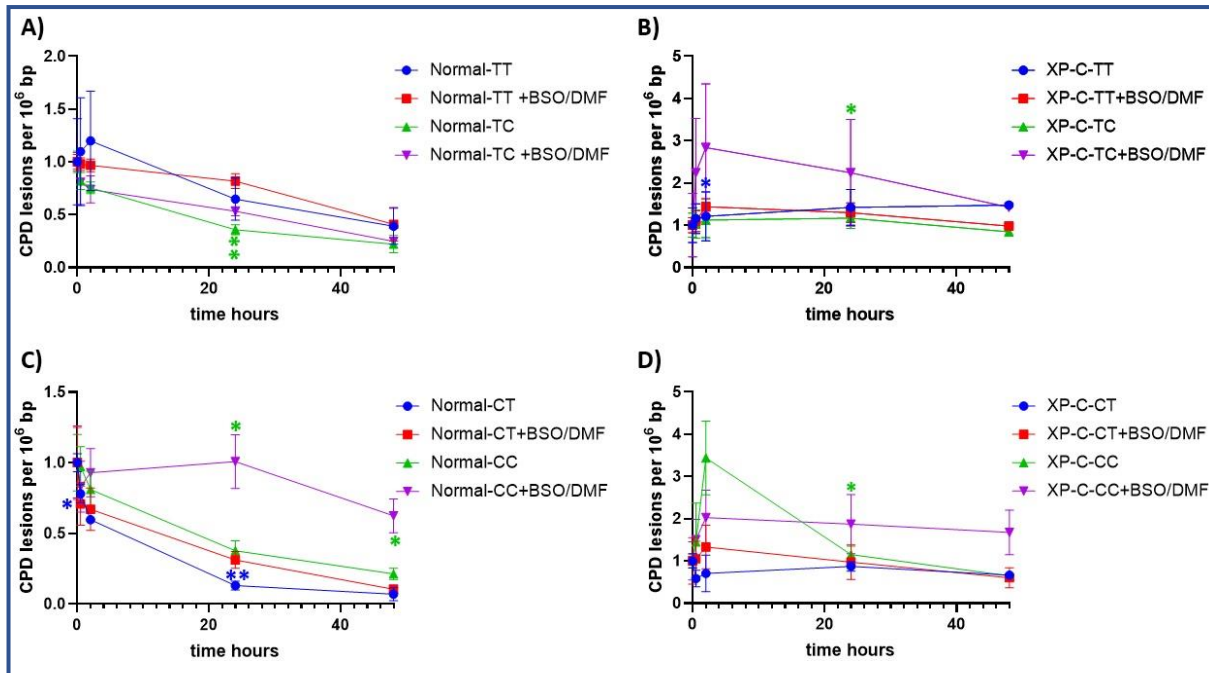 A)
CPD lesions per 10⁶ bp
2.0
1.5
1.0
0.5
0.0
0 20 40
time hours
Normal-TT
Normal-TT +BSO/DMF
Normal-TC
Normal-TC +BSO/DMF
*
*
B)
CPD lesions per 10⁶ bp
5
4
3
2
1
0
0 20 40
time hours
XP-C-TT
XP-C-TT+BSO/DMF
XP-C-TC
XP-C-TC+BSO/DMF
*
*
C)
CPD lesions per 10⁶ bp
1.5
1.0
0.5
0.0
0 20 40
time hours
Normal-CT
Normal-CT+BSO/DMF
Normal-CC
Normal-CC+BSO/DMF
*
*
**
*
D)
CPD lesions per 10⁶ bp
5
4
3
2
1
0
0 20 40
time hours
XP-C-CT
XP-C-CT+BSO/DMF
XP-C-CC
XP-C-CC+BSO/DMF
*